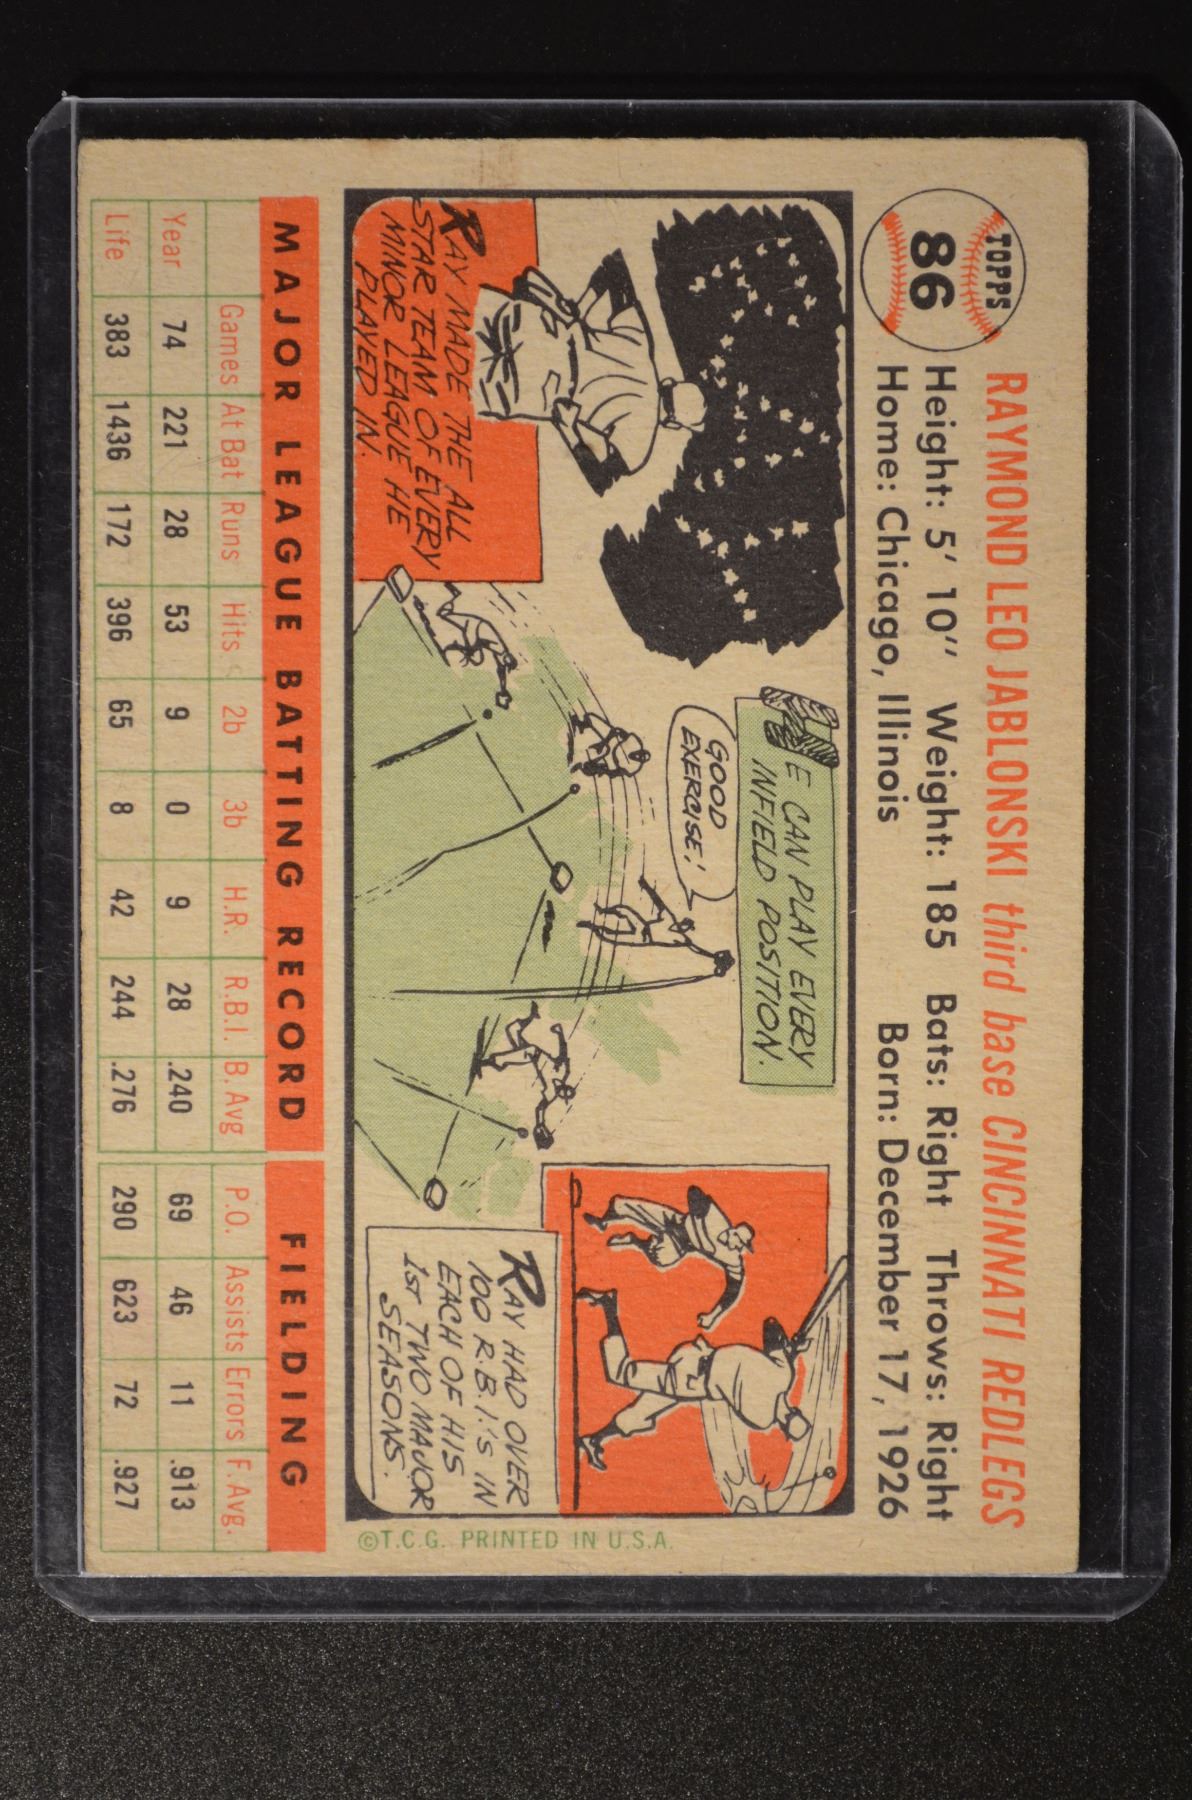 TOPPS
86
RAYMOND LEO JABLONSKI third base CINCINNATI REDLEGS
Height: 5' 10" Weight: 185 Bats: Right Throws: Right
Home: Chicago, Illinois Born: December 17, 1926
RAY MADE THE ALL
STAR TEAM OF EVERY
MINOR LEAGUE HE
PLAYED IN.
HE CAN PLAY EVERY
INFIELD POSITION.
GOOD
EXERCISE!
RAY HAD OVER
100 R.B.I.'S IN
EACH OF HIS
1ST TWO MAJOR
SEASONS.
©T.C.G. PRINTED IN U.S.A.
MAJOR LEAGUE BATTING RECORD FIELDING
Games At Bat Runs Hits 2b 3b H.R. R.B.I. B. Avg P.O. Assists Errors F. Avg.
Year 74 221 28 53 9 0 9 28 .240 69 46 11 .913
Life 383 1436 172 396 65 8 42 244 .276 290 623 72 .927